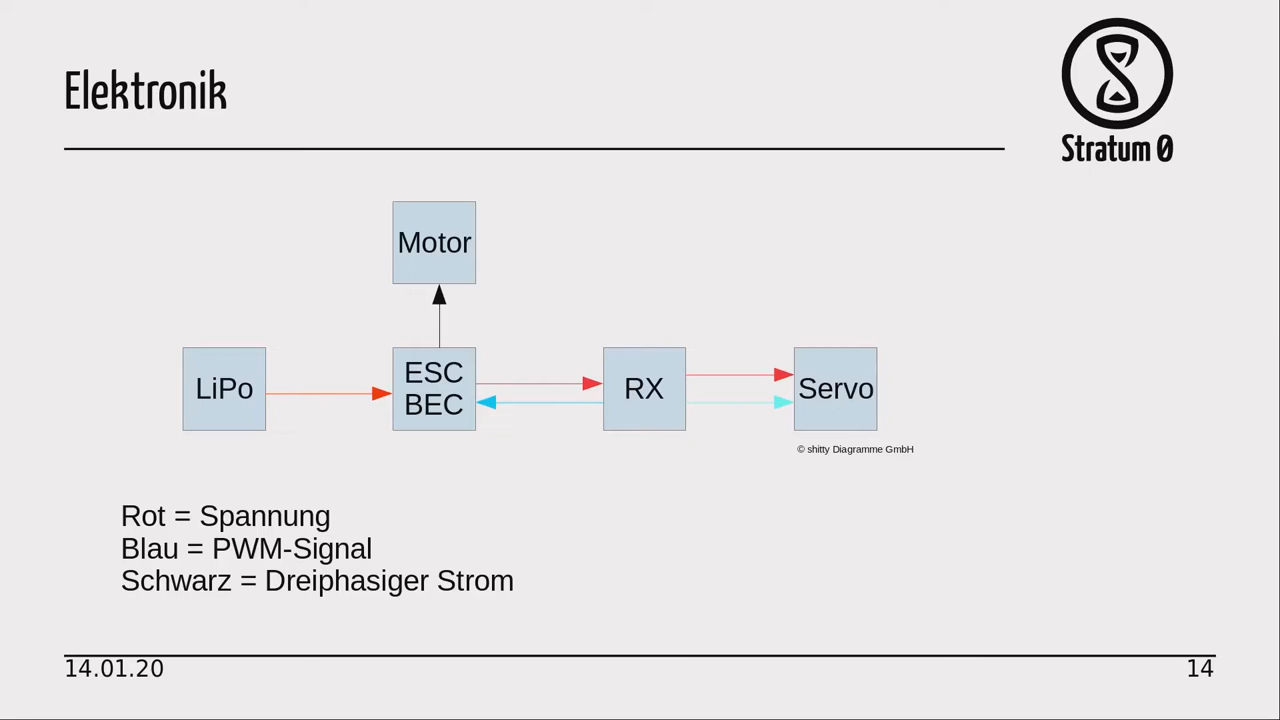 Elektronik
Stratum 0
Motor
LiPo
ESC
BEC
RX
Servo
© shitty Diagramme GmbH
Rot = Spannung
Blau = PWM-Signal
Schwarz = Dreiphasiger Strom
14.01.20
14